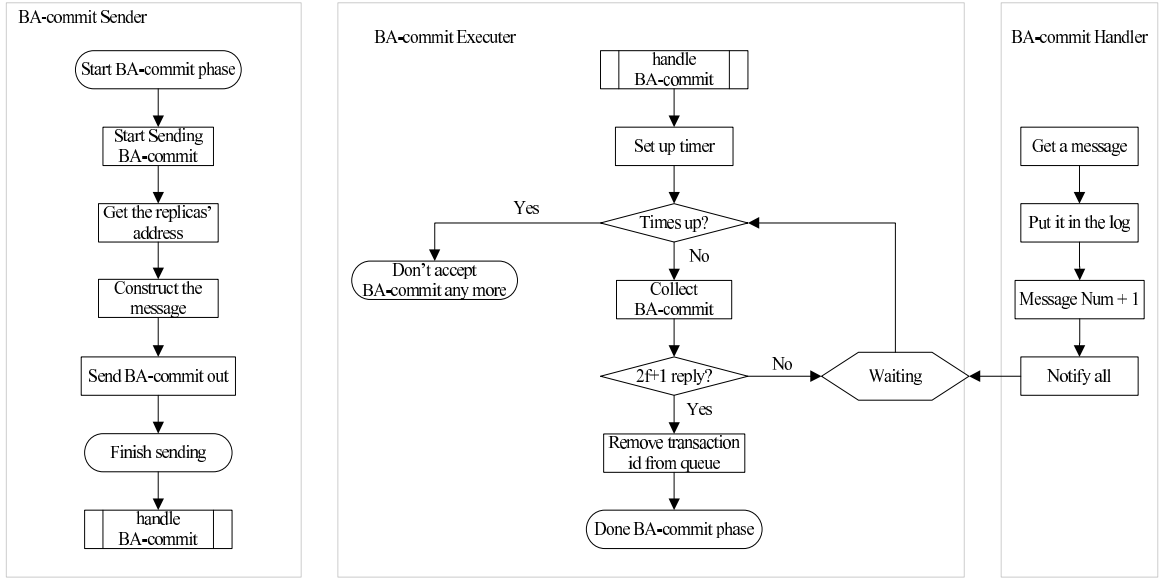 BA-commit Sender
Start BA-commit phase
Start Sending
BA-commit
Get the replicas’
address
Construct the
message
Send BA-commit out
Finish sending
handle
BA-commit
BA-commit Executer
handle
BA-commit
Set up timer
Times up?
Yes
No
Don’t accept
BA-commit any more
Collect
BA-commit
2f+1 reply?
No
Yes
Waiting
Remove transaction
id from queue
Done BA-commit phase
BA-commit Handler
Get a message
Put it in the log
Message Num + 1
Notify all